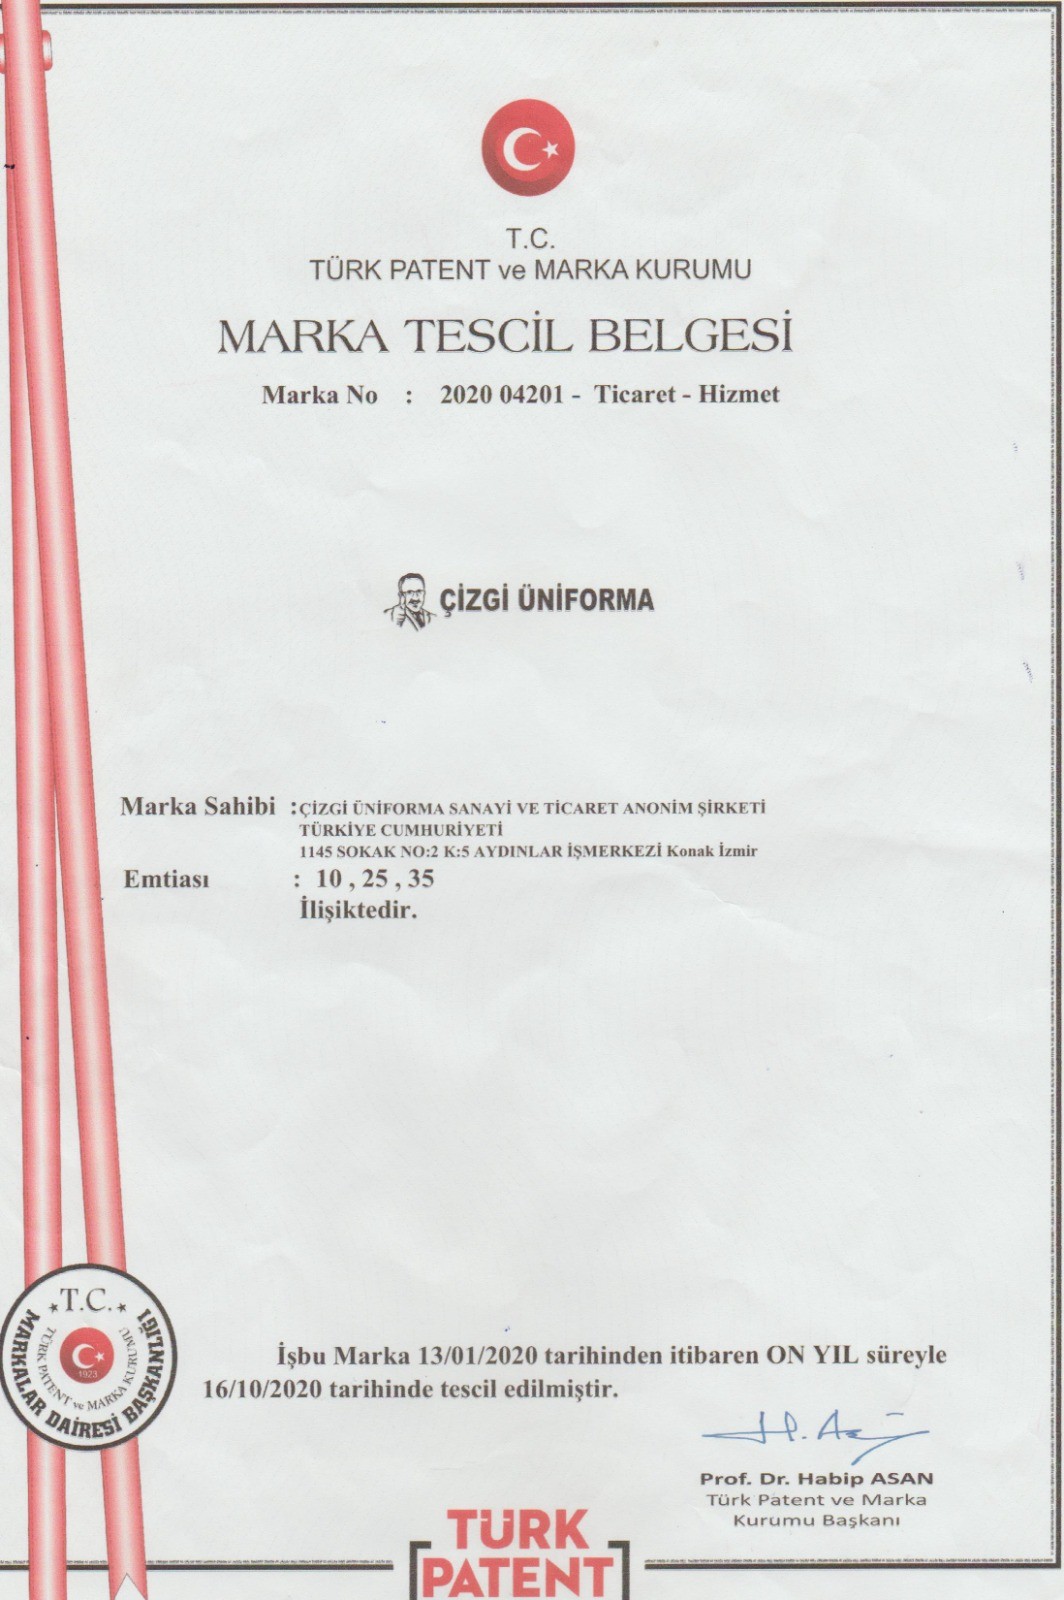 T.C.
TÜRK PATENT ve MARKA KURUMU
MARKA TESCİL BELGESİ
Marka No : 2020 04201 - Ticaret - Hizmet
ÇİZGİ ÜNİFORMA
Marka Sahibi : ÇİZGİ ÜNİFORMA SANAYİ VE TİCARET ANONİM ŞİRKETİ
TÜRKİYE CUMHURİYETİ
1145 SOKAK NO:2 K:5 AYDINLAR İŞMERKEZİ Konak İzmir
Emtiası : 10 , 25 , 35
İlişiktedir.
T.C.
MARKALAR DAİRESİ BAŞKANLIĞI
TÜRK PATENT ve MARKA KURUMU
1923
İşbu Marka 13/01/2020 tarihinden itibaren ON YIL süreyle
16/10/2020 tarihinde tescil edilmiştir.
Prof. Dr. Habip ASAN
Türk Patent ve Marka
Kurumu Başkanı
TÜRK
PATENT